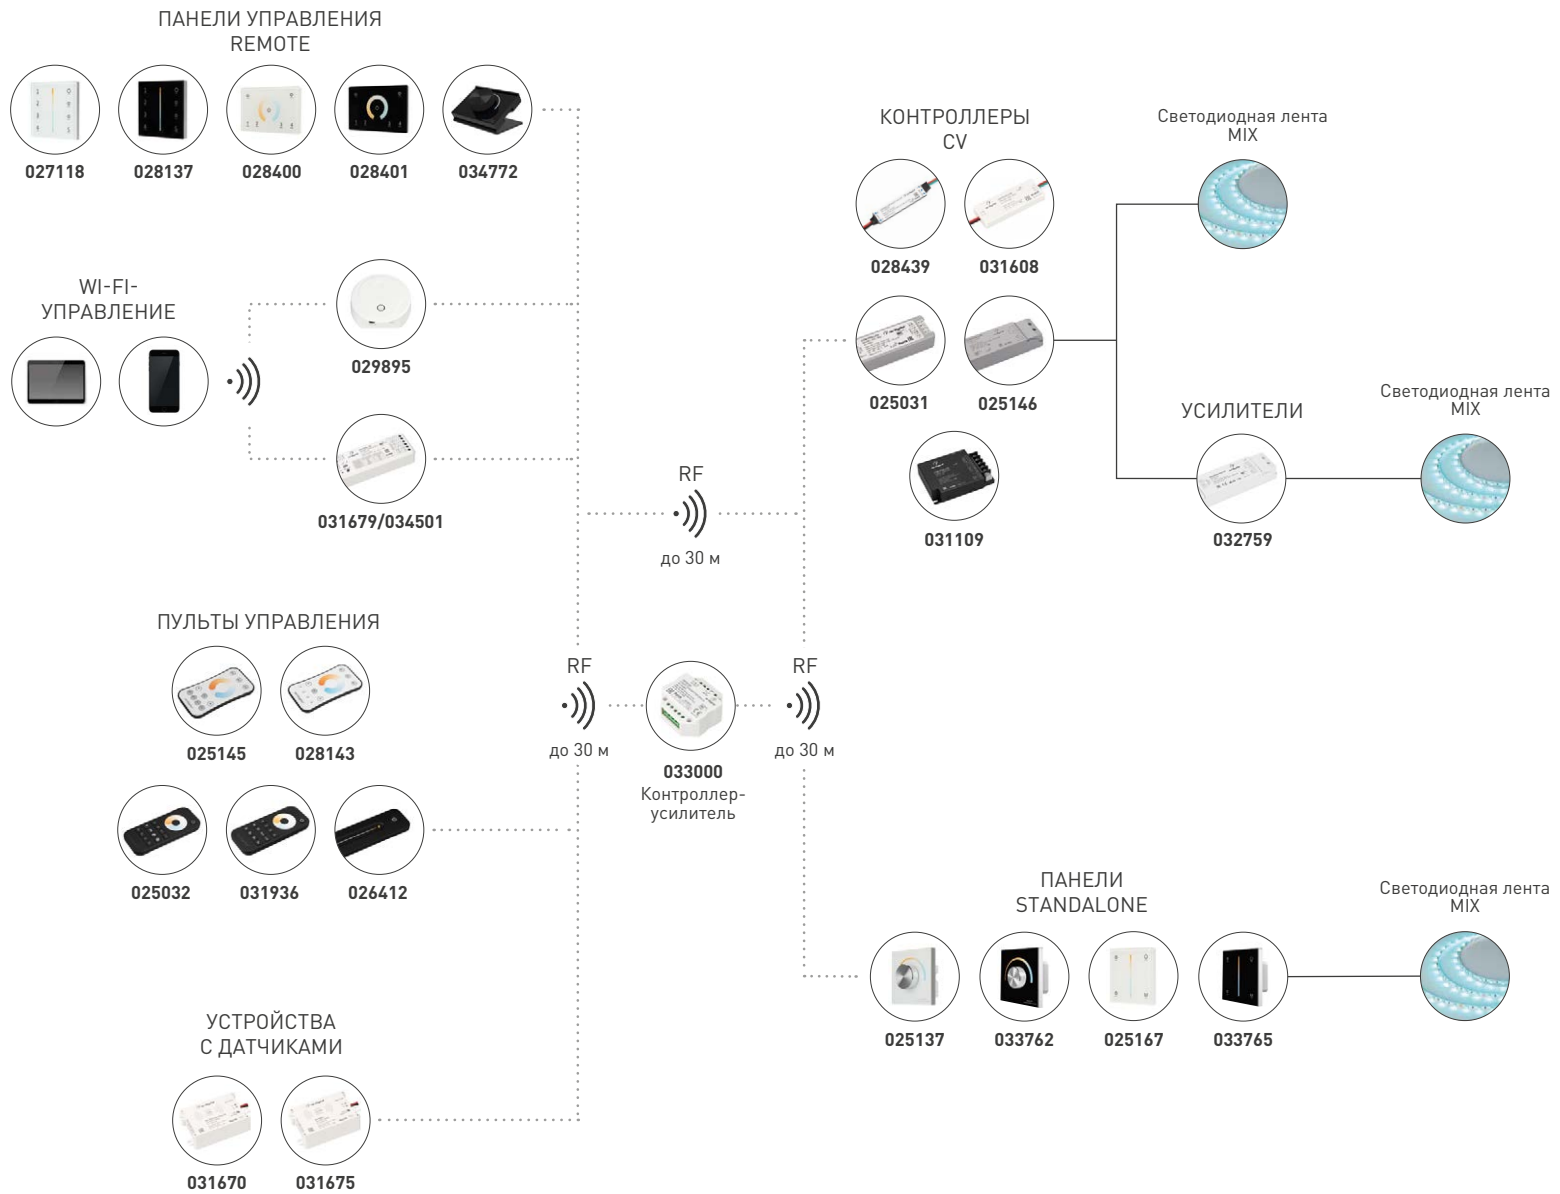 ПАНЕЛИ УПРАВЛЕНИЯ
REMOTE
027118
028137
028400
028401
034772
WI-FI-
УПРАВЛЕНИЕ
029895
031679/034501
ПУЛЬТЫ УПРАВЛЕНИЯ
025145
028143
025032
031936
026412
УСТРОЙСТВА
С ДАТЧИКАМИ
031670
031675
RF
до 30 м
RF
до 30 м
033000
Контроллер-
усилитель
RF
до 30 м
КОНТРОЛЛЕРЫ
CV
028439
031608
025031
025146
031109
Светодиодная лента
MIX
УСИЛИТЕЛИ
032759
Светодиодная лента
MIX
ПАНЕЛИ
STANDALONE
025137
033762
025167
033765
Светодиодная лента
MIX